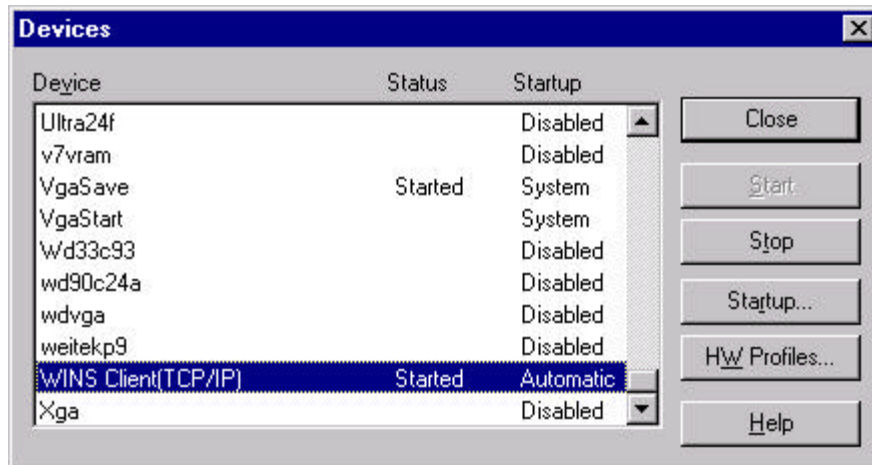 Devices
Device Status Startup
Ultra24f Disabled
v7vram Disabled
VgaSave Started System
VgaStart System
Wd33c93 Disabled
wd90c24a Disabled
wdvga Disabled
weitekp9 Disabled
WINS Client(TCP/IP) Started Automatic
Xga Disabled
Close
Start
Stop
Startup...
HW Profiles...
Help